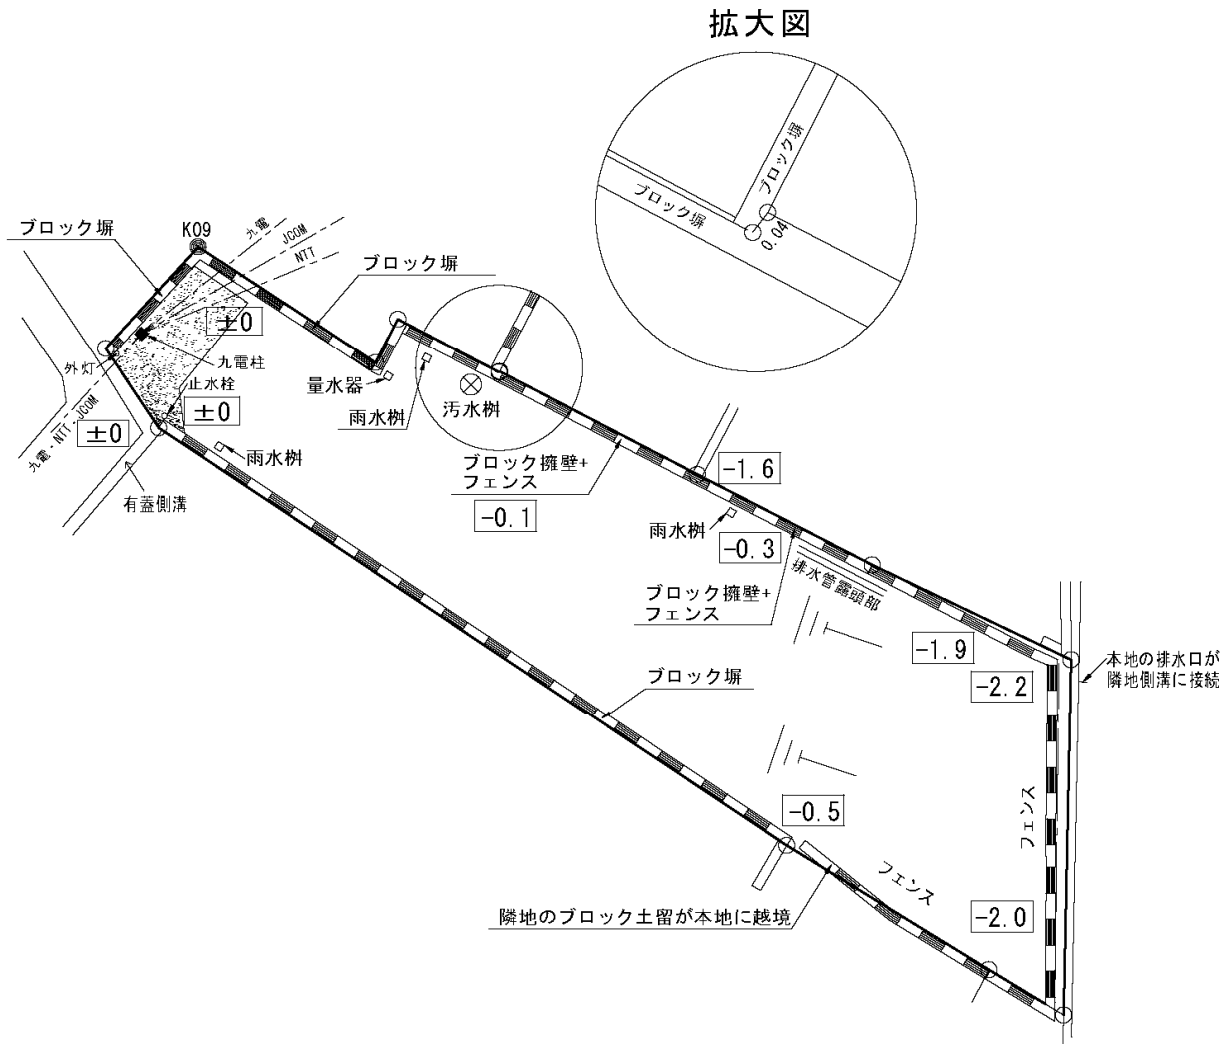 拡大図
ブロック塀
ブロック塀
0.04
ブロック塀
K09
九電
JCOM
NTT
ブロック塀
±0
九電柱
外灯
止水栓
±0
±0
九電・NTT・JCOM
量水器
雨水桝
汚水桝
雨水桝
有蓋側溝
ブロック擁壁+
フェンス
-0.1
-1.6
雨水桝
-0.3
排水管露頭部
ブロック擁壁+
フェンス
-1.9
-2.2
本地の排水口が
隣地側溝に接続
ブロック塀
-0.5
フェンス
フェンス
-2.0
隣地のブロック土留が本地に越境